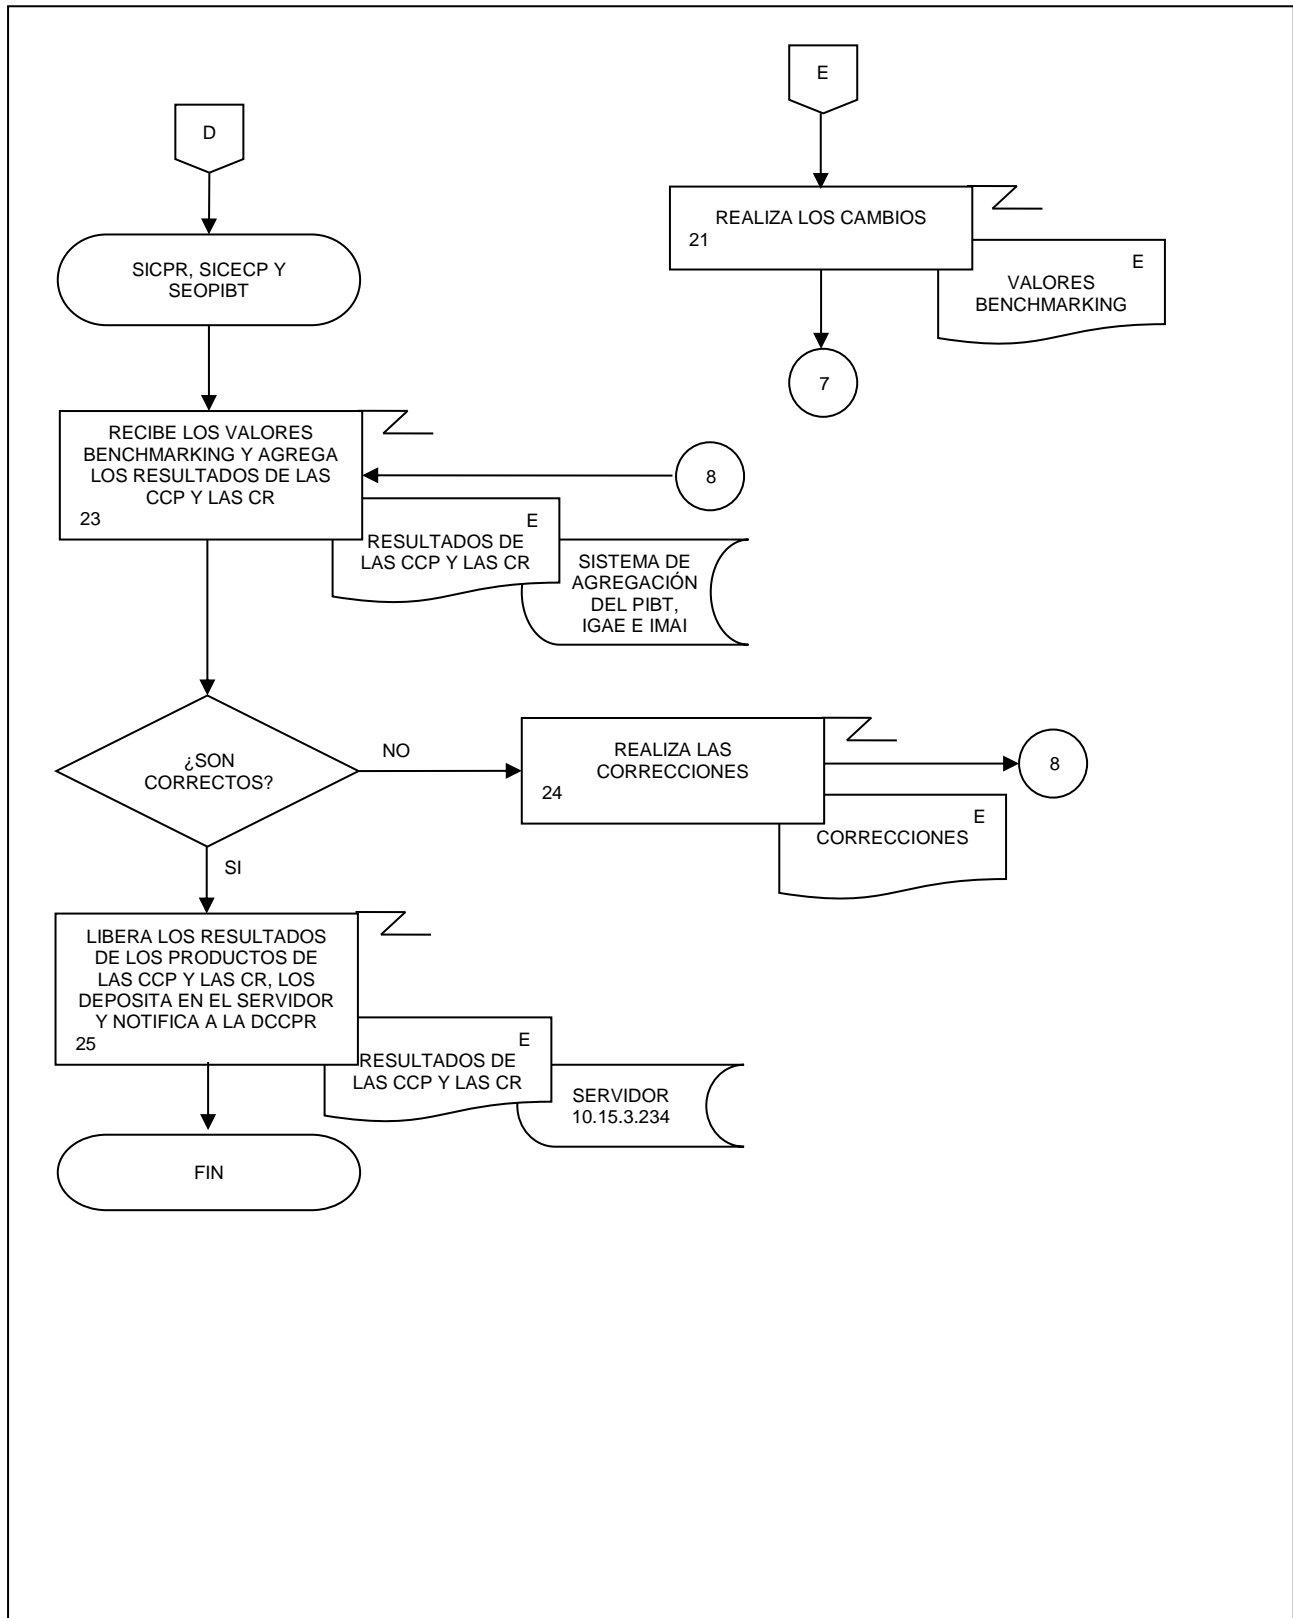 E
D
REALIZA LOS CAMBIOS
21
E
VALORES
BENCHMARKING
7
SICPR, SICECP Y
SEOPIBT
RECIBE LOS VALORES
BENCHMARKING Y AGREGA
LOS RESULTADOS DE LAS
CCP Y LAS CR
23
8
E
RESULTADOS DE
LAS CCP Y LAS CR
SISTEMA DE
AGREGACIÓN
DEL PIBT,
IGAE E IMAI
¿SON
CORRECTOS?
NO
REALIZA LAS
CORRECCIONES
24
8
E
CORRECCIONES
SI
LIBERA LOS RESULTADOS
DE LOS PRODUCTOS DE
LAS CCP Y LAS CR, LOS
DEPOSITA EN EL SERVIDOR
Y NOTIFICA A LA DCCPR
25
E
RESULTADOS DE
LAS CCP Y LAS CR
SERVIDOR
10.15.3.234
FIN